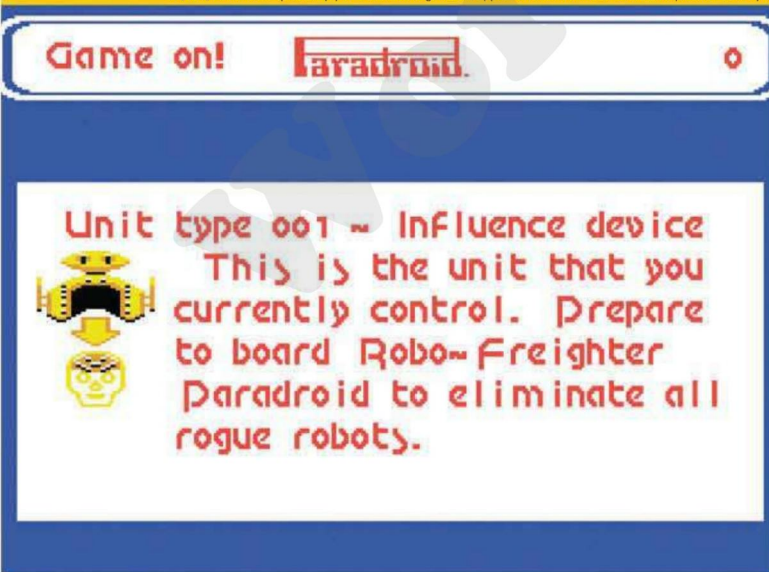 Game on! Paradroid. 0
Unit type 001 ~ Influence device
This is the unit that you
currently control. Prepare
to board Robo~Freighter
Paradroid to eliminate all
rogue robots.